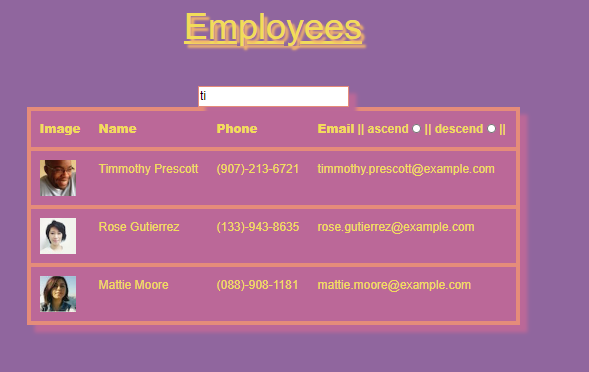 Employees
ti
Image Name Phone Email || ascend || descend ||
Timmothy Prescott (907)-213-6721 timmothy.prescott@example.com
Rose Gutierrez (133)-943-8635 rose.gutierrez@example.com
Mattie Moore (088)-908-1181 mattie.moore@example.com